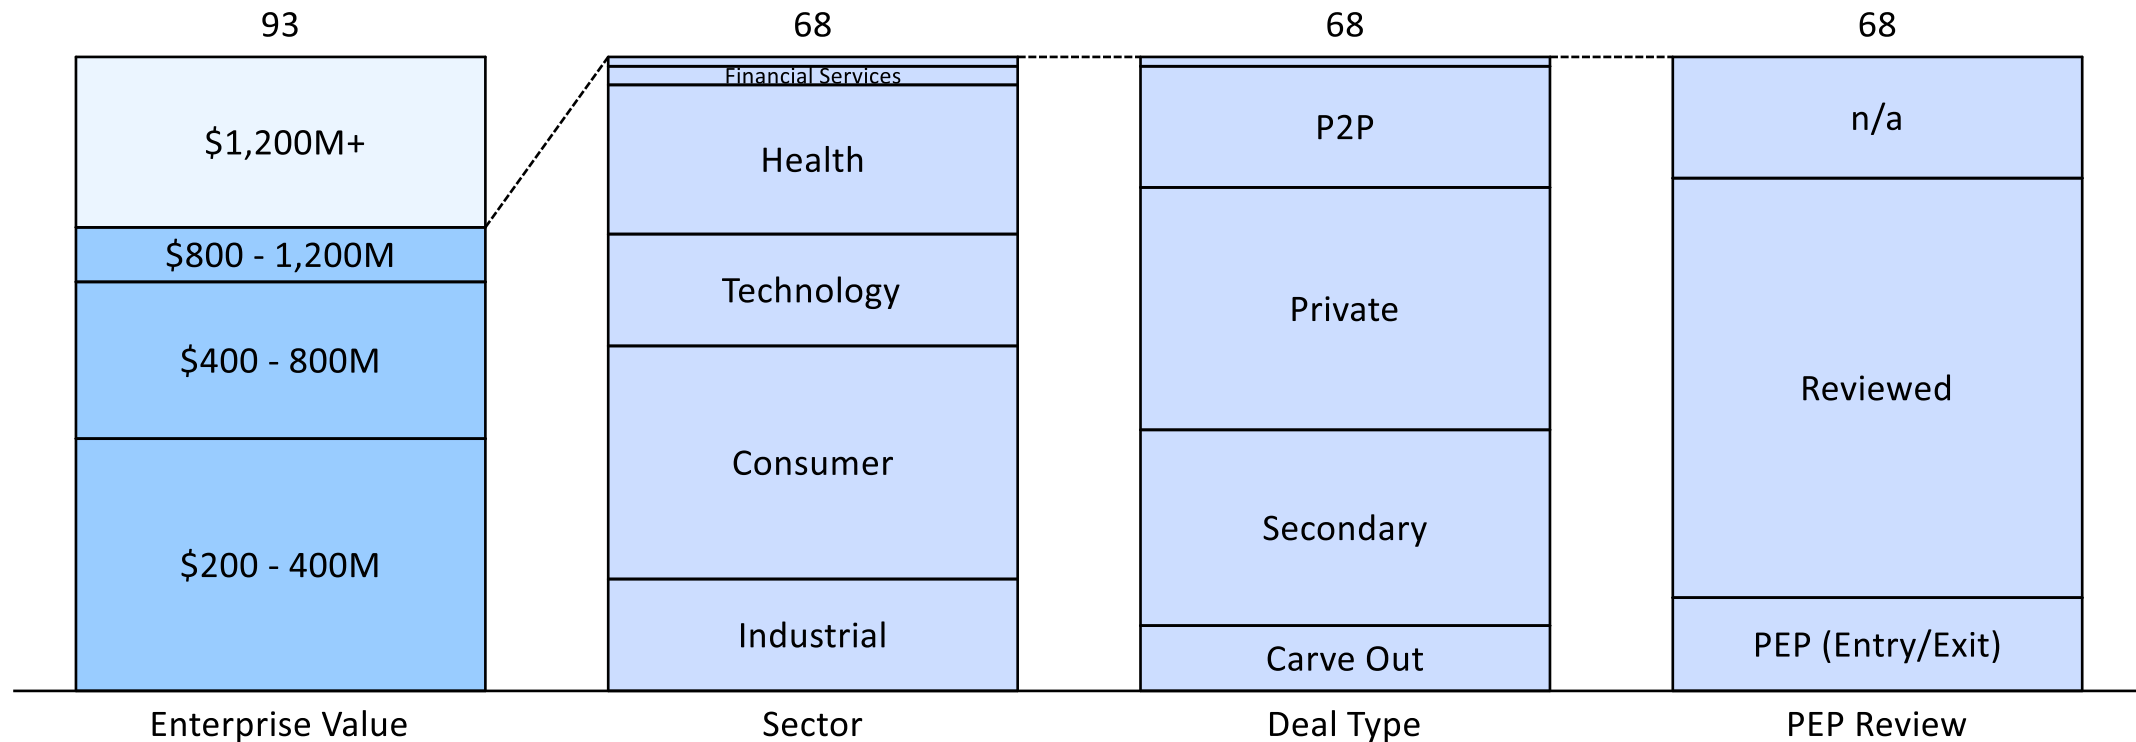 93
68
68
68
$1,200M+
$800 - 1,200M
$400 - 800M
$200 - 400M
Financial Services
Health
Technology
Consumer
Industrial
P2P
Private
Secondary
Carve Out
n/a
Reviewed
PEP (Entry/Exit)
Enterprise Value
Sector
Deal Type
PEP Review